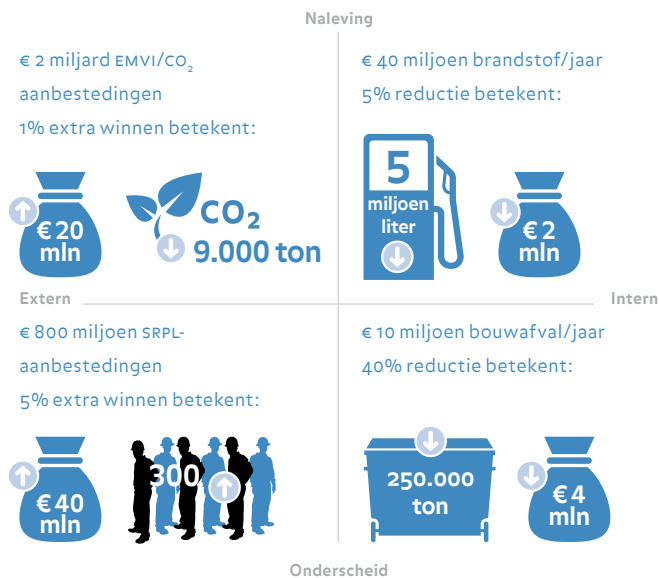 Naleving
€ 2 miljard EMVI/CO₂
aanbestedingen
1% extra winnen betekent:
€ 20
mln
CO₂
9.000 ton
€ 40 miljoen brandstof/jaar
5% reductie betekent:
5
miljoen
liter
€ 2
mln
Extern
Intern
€ 800 miljoen SRPL-
aanbestedingen
5% extra winnen betekent:
€ 40
mln
300
€ 10 miljoen bouwafval/jaar
40% reductie betekent:
250.000
ton
€ 4
mln
Onderscheid